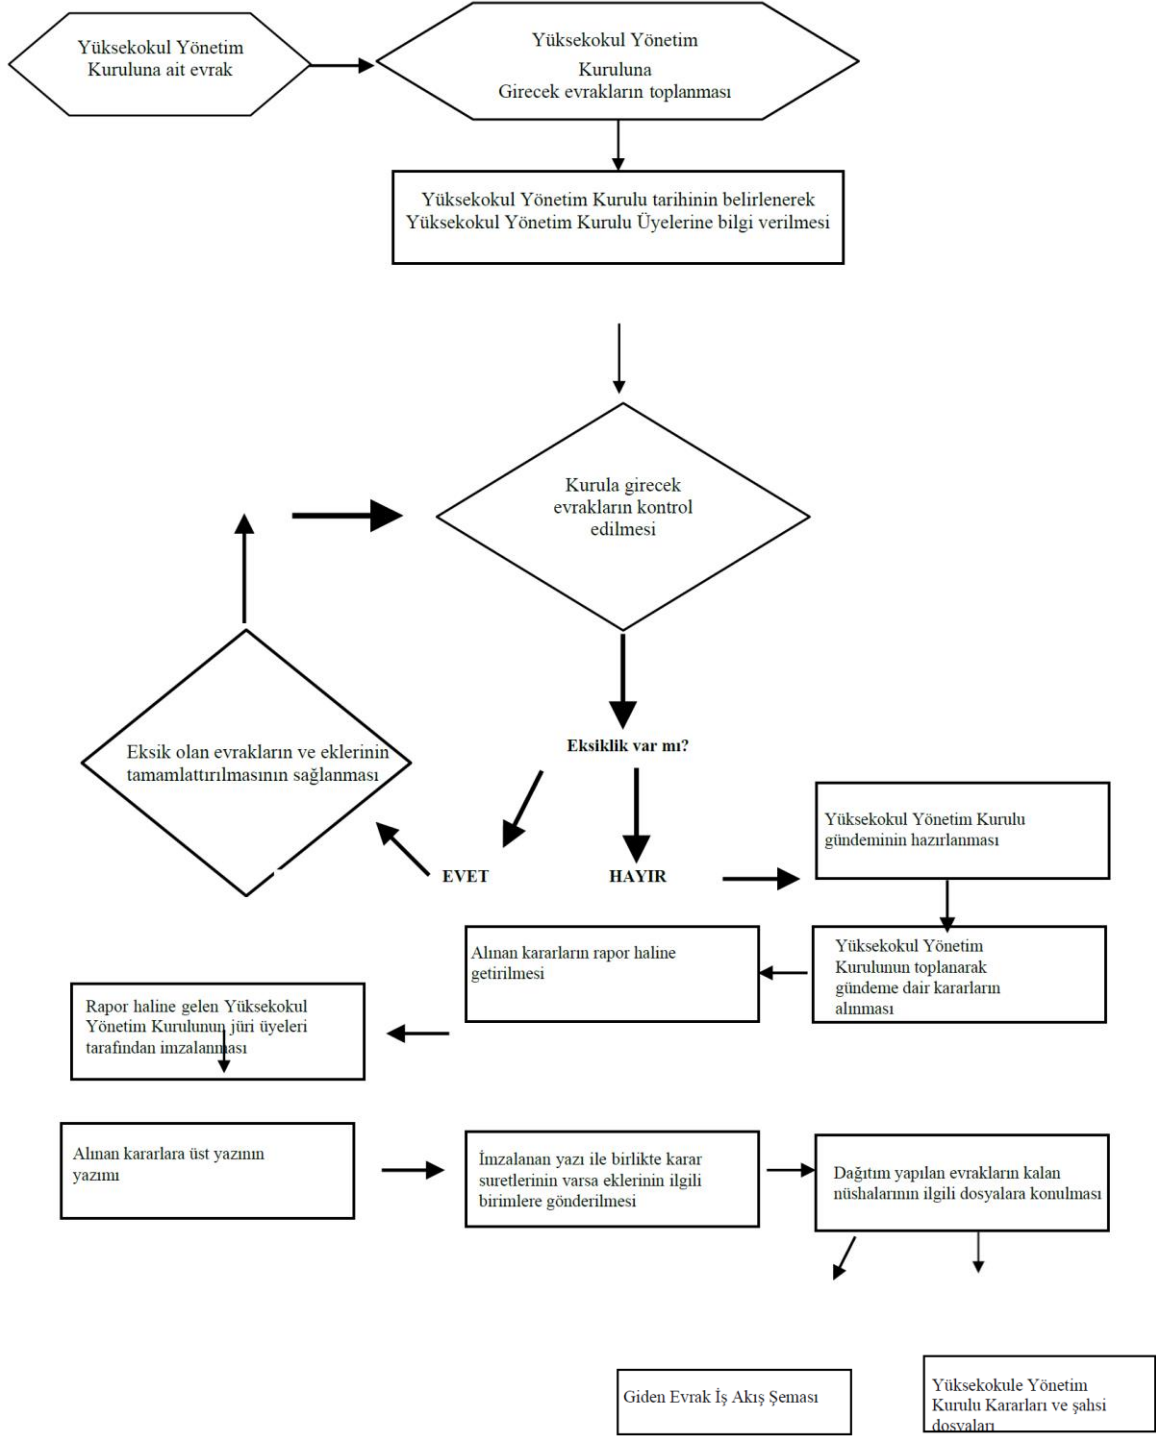 Yüksekokul Yönetim
Kuruluna ait evrak
Yüksekokul Yönetim
Kuruluna
Girecek evrakların toplanması
Yüksekokul Yönetim Kurulu tarihinin belirlenerek
Yüksekokul Yönetim Kurulu Üyelerine bilgi verilmesi
Kurula girecek
evrakların kontrol
edilmesi
Eksik olan evrakların ve eklerinin
tamamlattırılmasının sağlanması
Eksiklik var mı?
EVET
HAYIR
Yüksekokul Yönetim Kurulu
gündeminin hazırlanması
Yüksekokul Yönetim
Kurulunun toplanarak
gündeme dair kararların
alınması
Alınan kararların rapor haline
getirilmesi
Rapor haline gelen Yüksekokul
Yönetim Kurulunun jüri üyeleri
tarafından imzalanması
Alınan kararlara üst yazının
yazımı
İmzalanan yazı ile birlikte karar
suretlerinin varsa eklerinin ilgili
birimlere gönderilmesi
Dağıtım yapılan evrakların kalan
nüshalarının ilgili dosyalara konulması
Giden Evrak İş Akış Şeması
Yüksekokule Yönetim
Kurulu Kararları ve şahsi
dosyaları